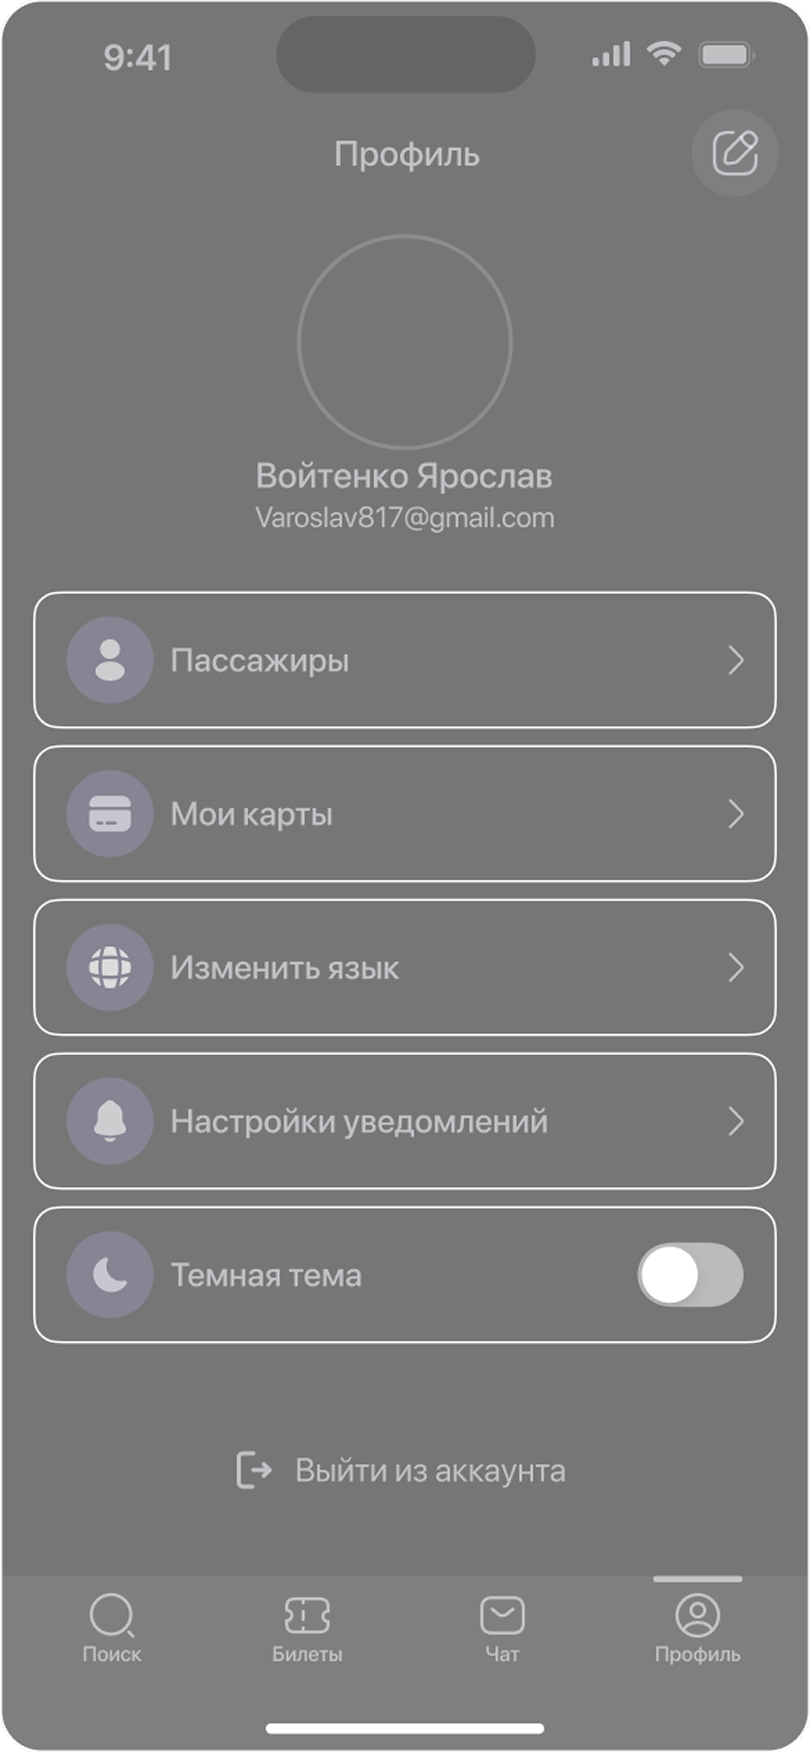 9:41
Профиль
Войтенко Ярослав
Varoslav817@gmail.com
Пассажиры
Мои карты
Изменить язык
Настройки уведомлений
Темная тема
Выйти из аккаунта
Поиск
Билеты
Чат
Профиль